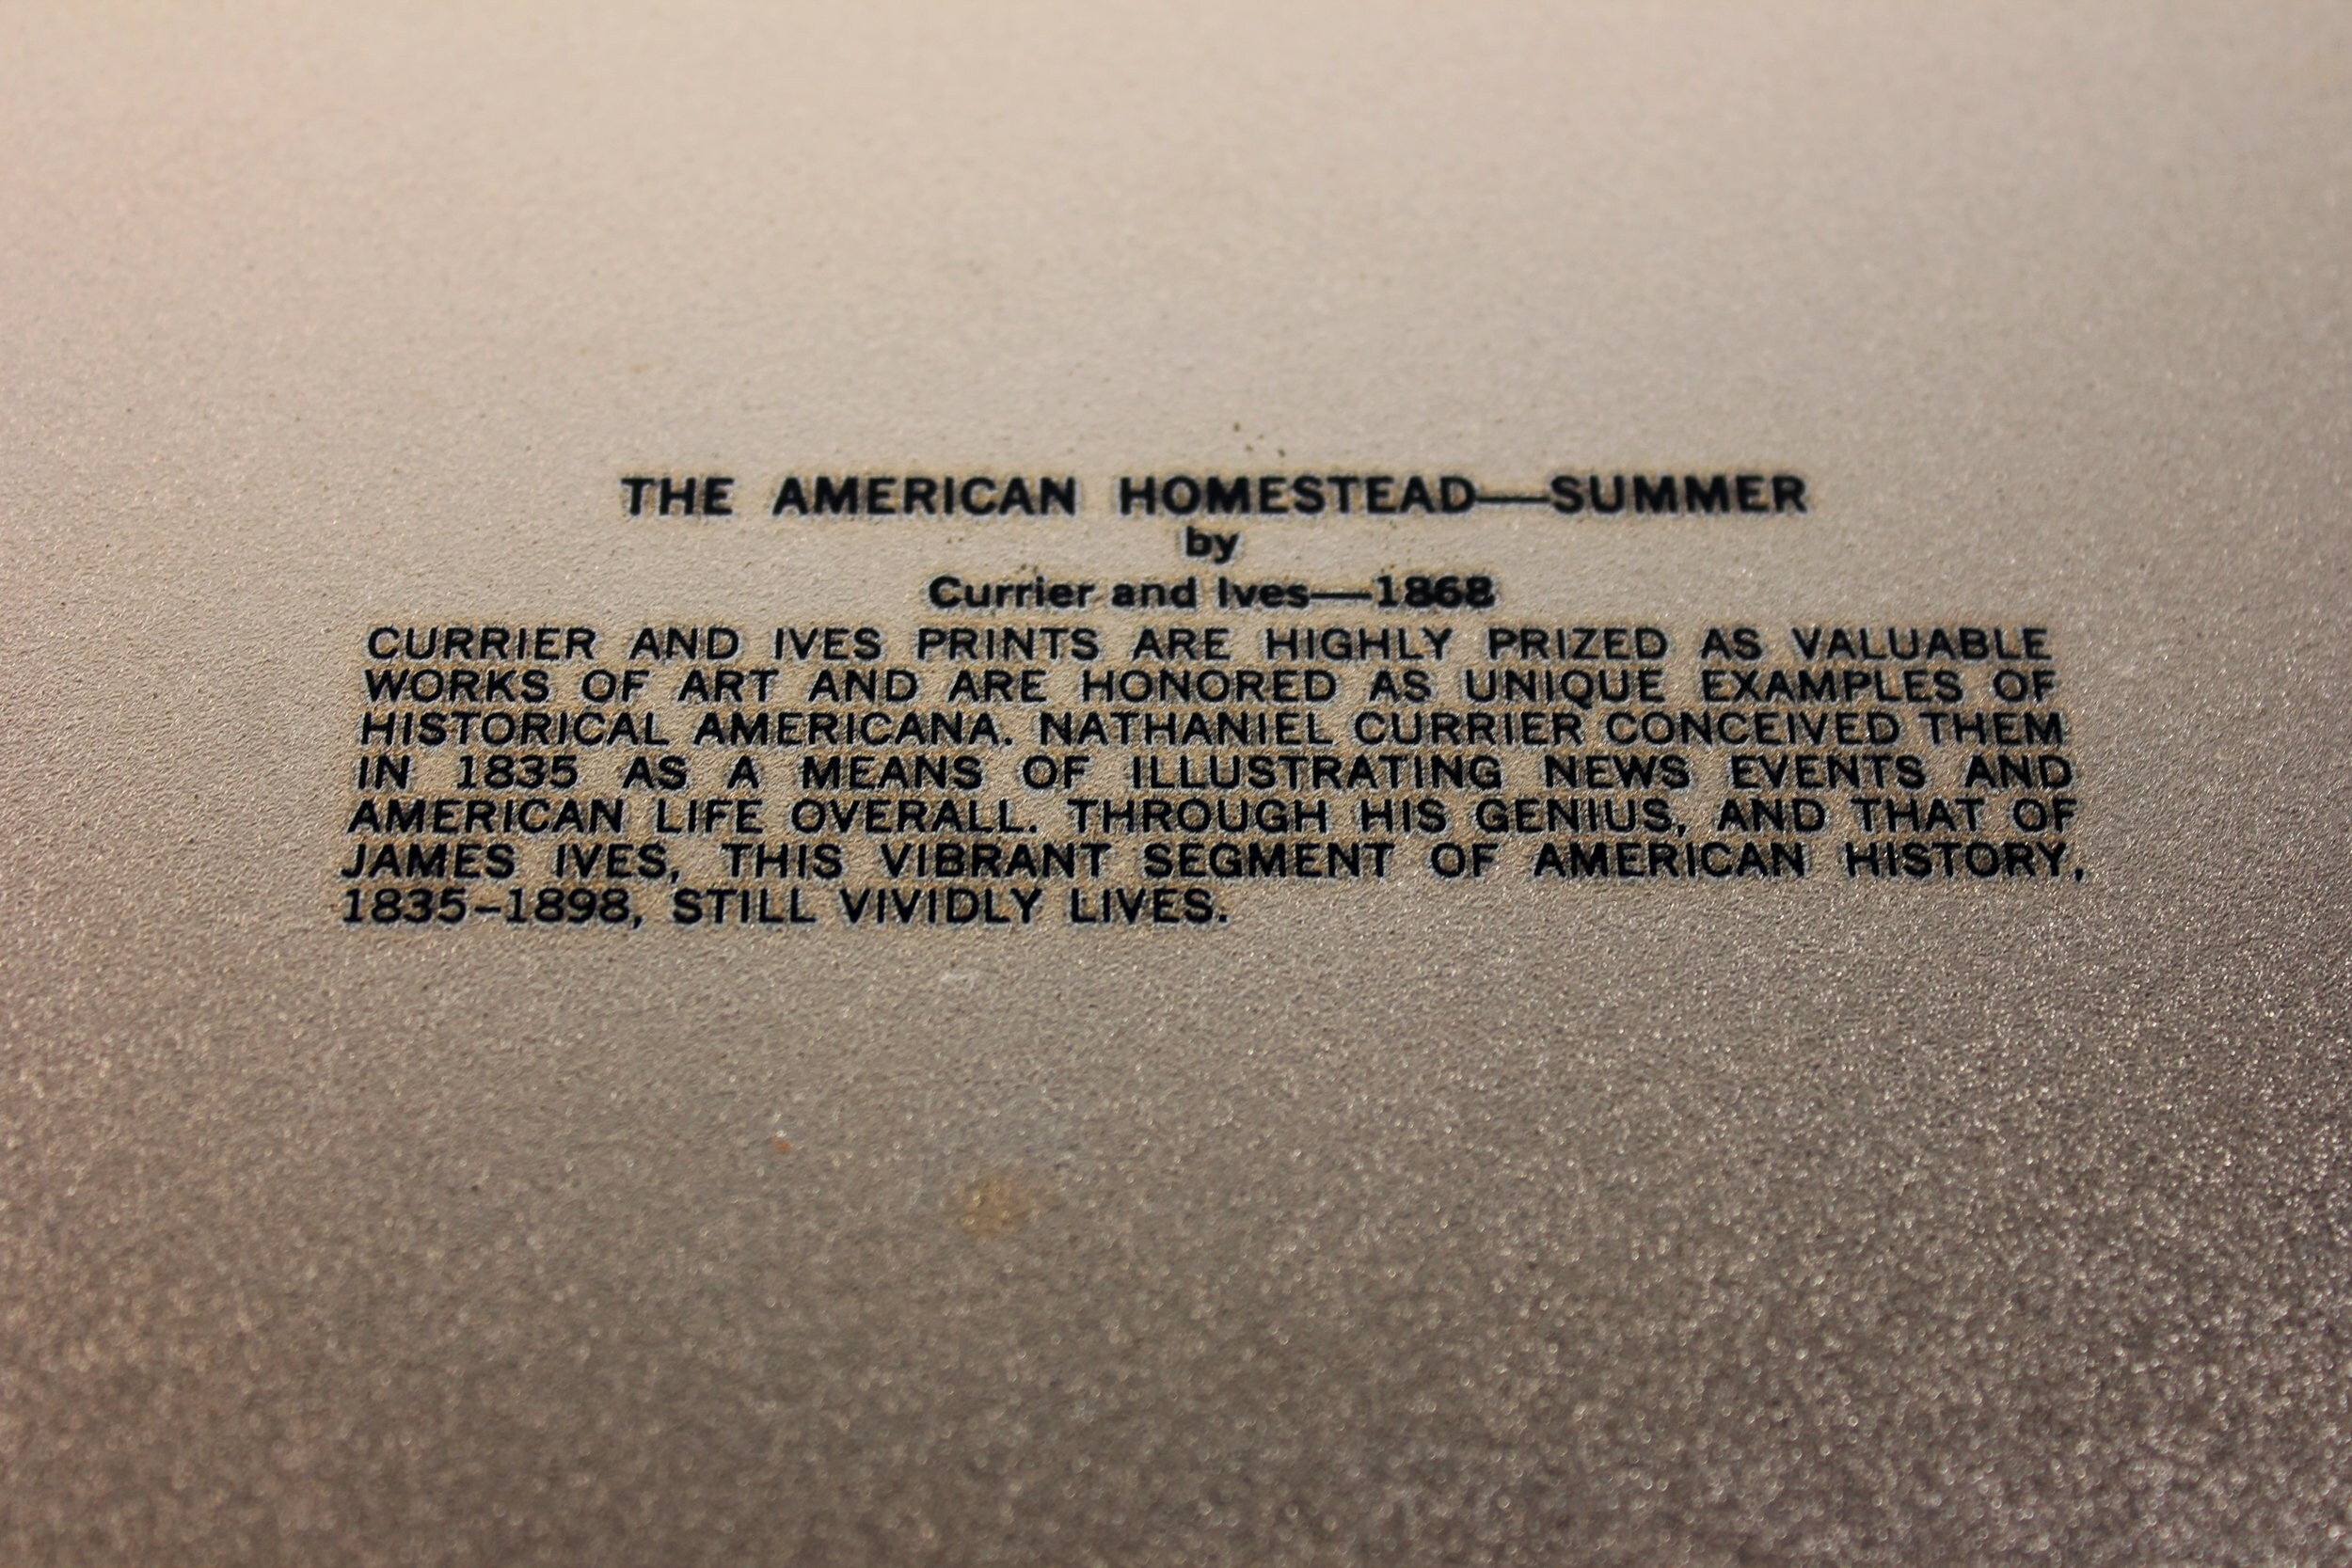 THE AMERICAN HOMESTEAD—SUMMER
by
Currier and Ives—1868
CURRIER AND IVES PRINTS ARE HIGHLY PRIZED AS VALUABLE
WORKS OF ART AND ARE HONORED AS UNIQUE EXAMPLES OF
HISTORICAL AMERICANA. NATHANIEL CURRIER CONCEIVED THEM
IN 1835 AS A MEANS OF ILLUSTRATING NEWS EVENTS AND
AMERICAN LIFE OVERALL. THROUGH HIS GENIUS, AND THAT OF
JAMES IVES, THIS VIBRANT SEGMENT OF AMERICAN HISTORY,
1835–1898, STILL VIVIDLY LIVES.